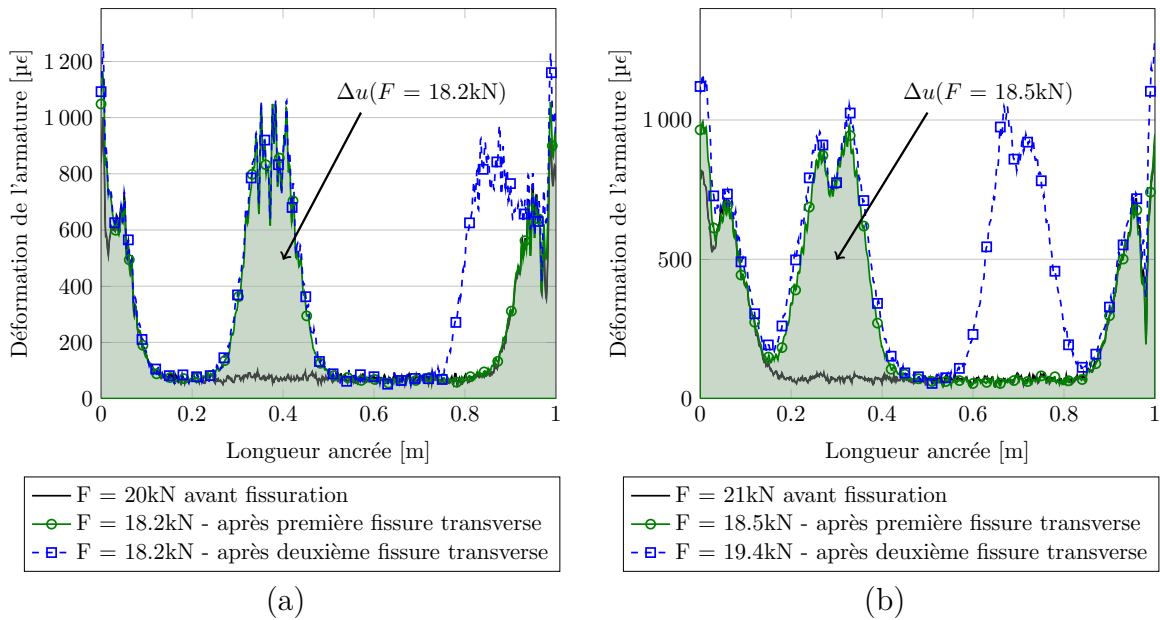 1 200
1 000
800
600
400
200
0
0
0.2
0.4
0.6
0.8
1
Déformation de l'armature [µϵ]
Longueur ancrée [m]
Δu(F = 18.2kN)
F = 20kN avant fissuration
F = 18.2kN - après première fissure transverse
F = 18.2kN - après deuxième fissure transverse
(a)
1 000
500
0
0
0.2
0.4
0.6
0.8
1
Déformation de l'armature [µϵ]
Longueur ancrée [m]
Δu(F = 18.5kN)
F = 21kN avant fissuration
F = 18.5kN - après première fissure transverse
F = 19.4kN - après deuxième fissure transverse
(b)